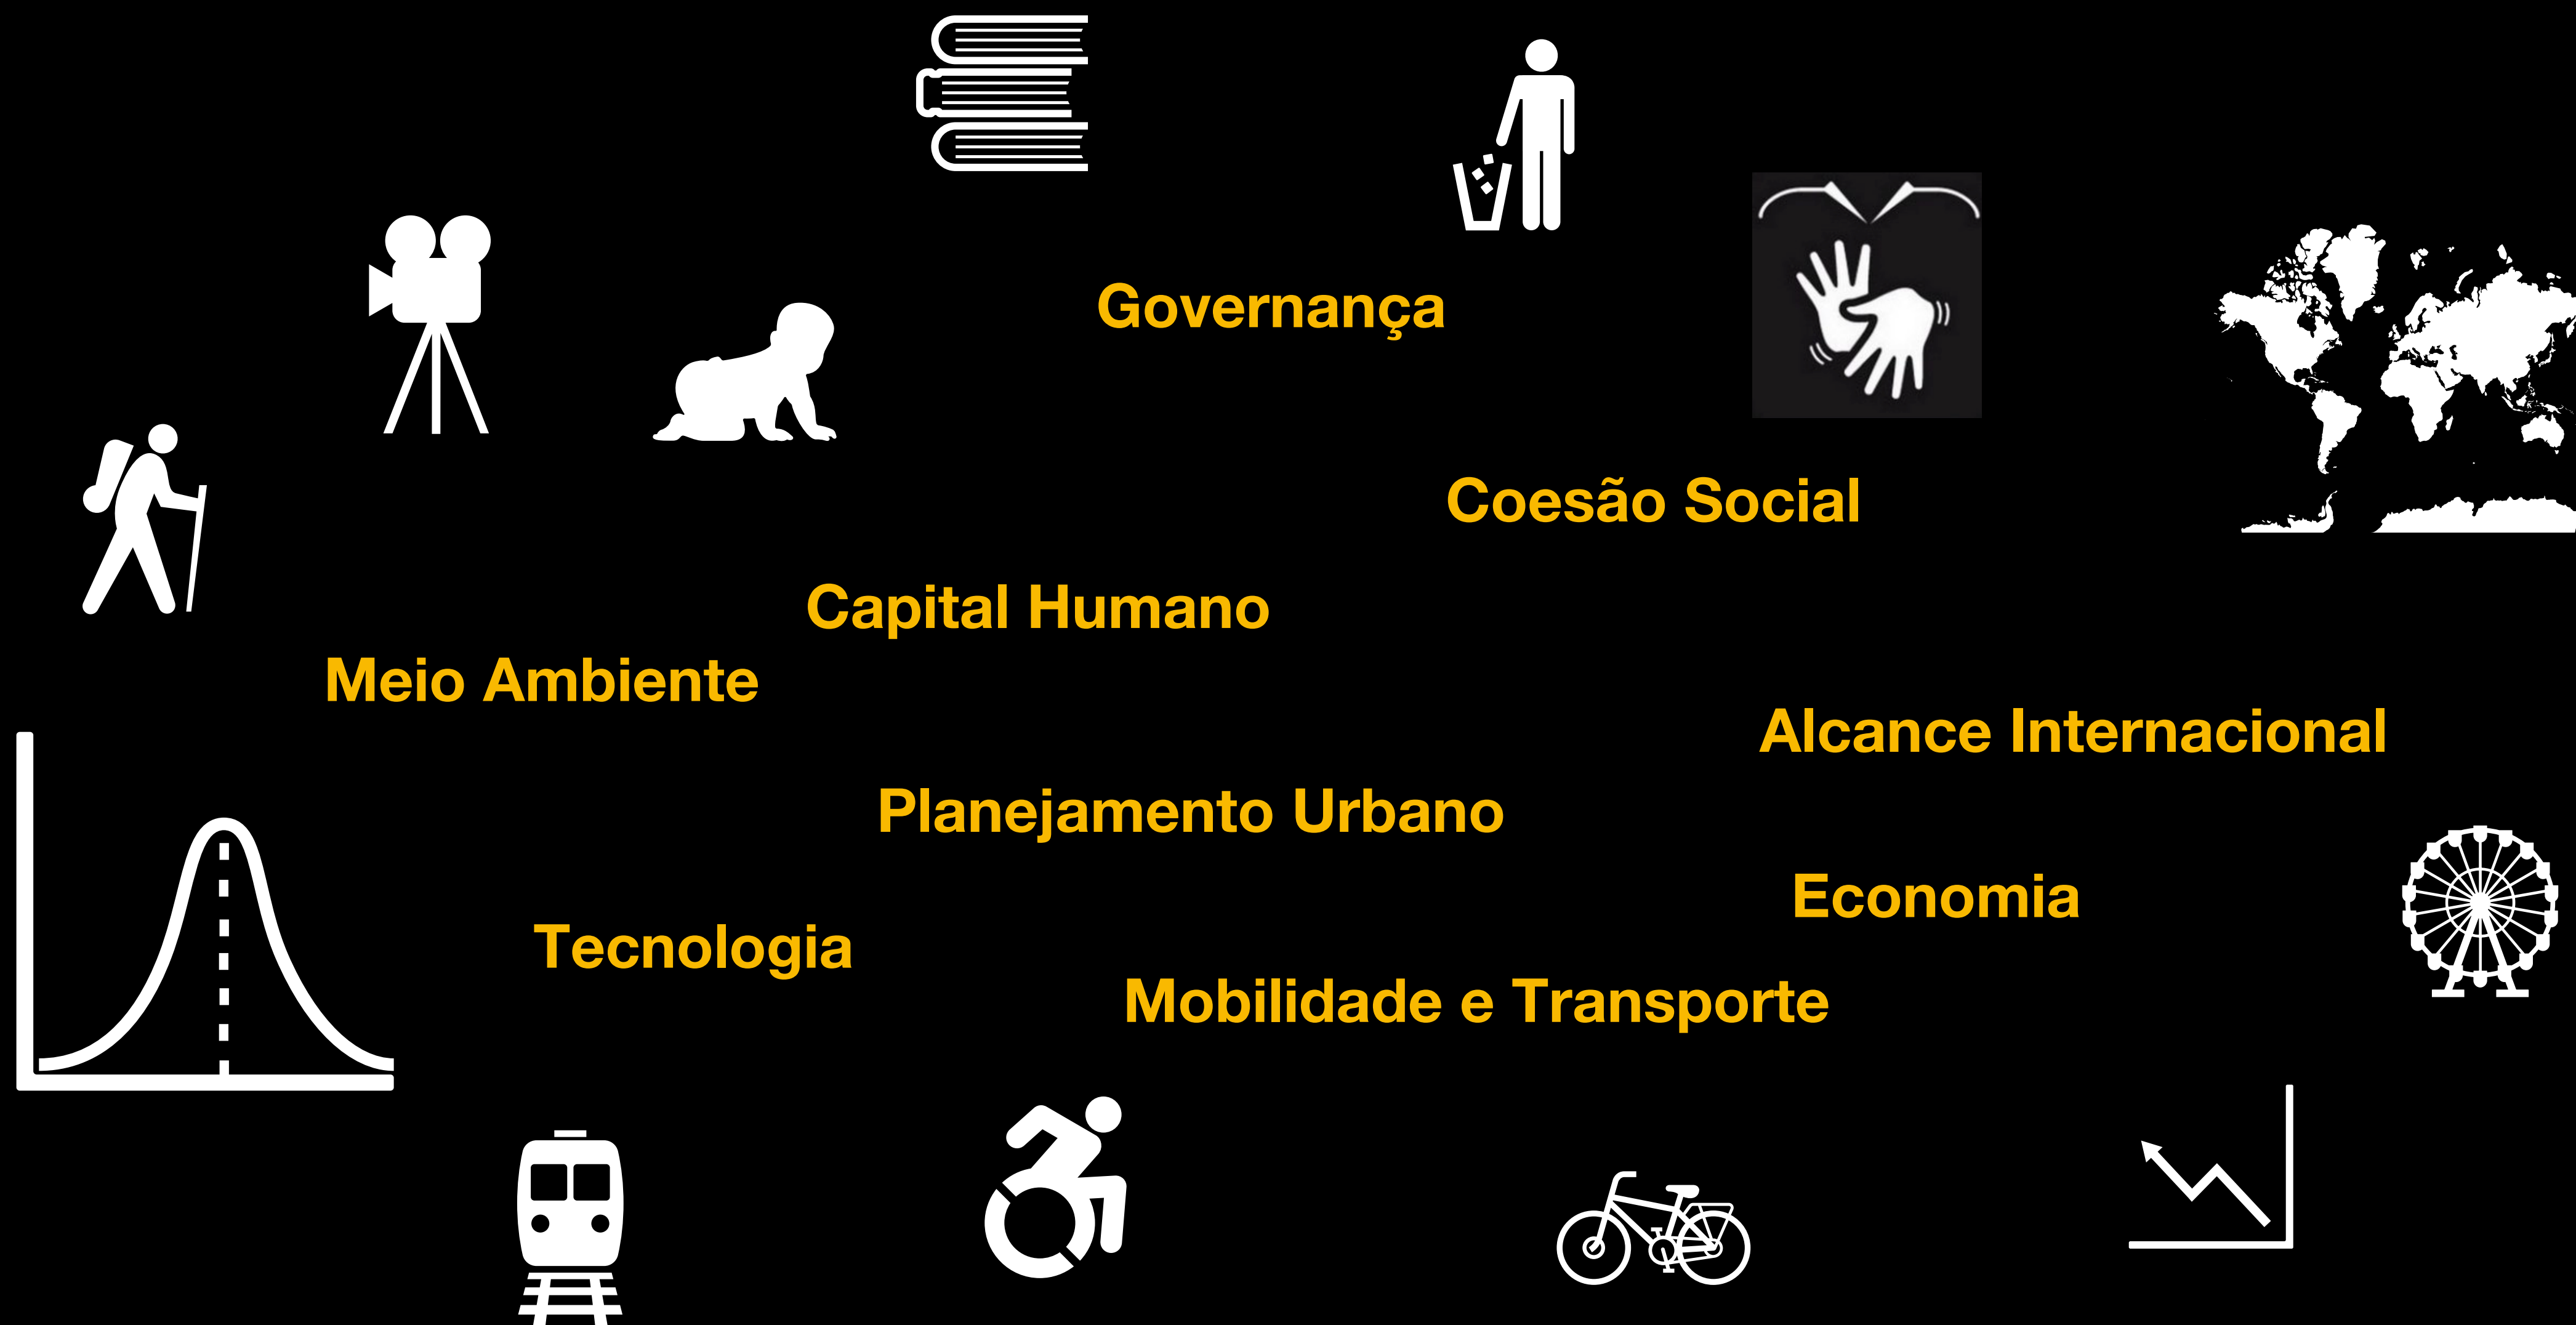 Governança
Coesão Social
Capital Humano
Meio Ambiente
Alcance Internacional
Planejamento Urbano
Economia
Tecnologia
Mobilidade e Transporte